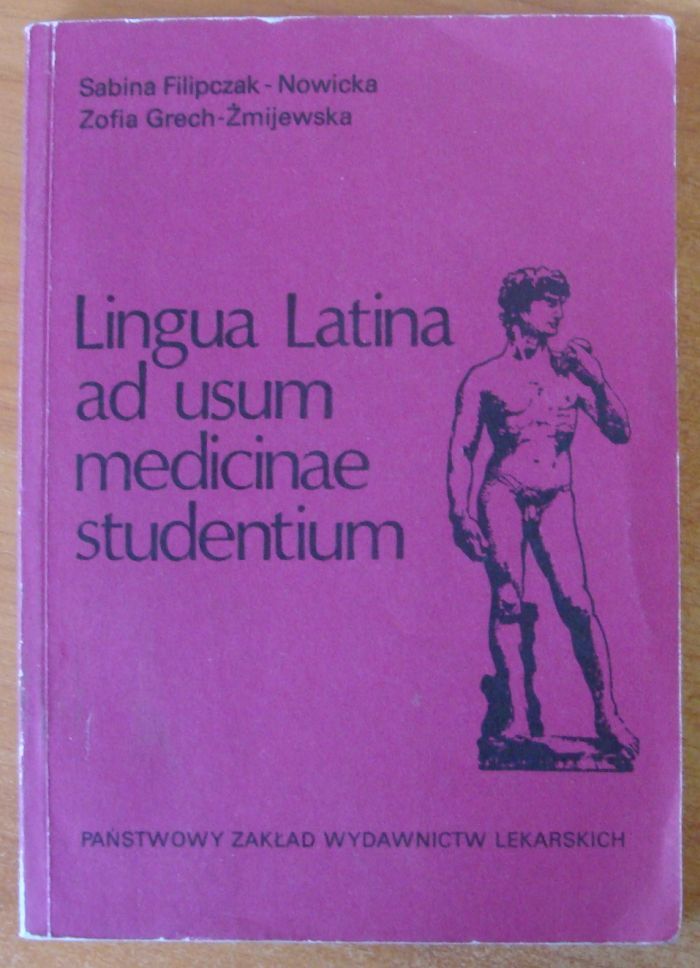 Sabina Filipczak-Nowicka
Zofia Grech-Żmijewska
Lingua Latina
ad usum
medicinae
studentium
PAŃSTWOWY ZAKŁAD WYDAWNICTW LEKARSKICH